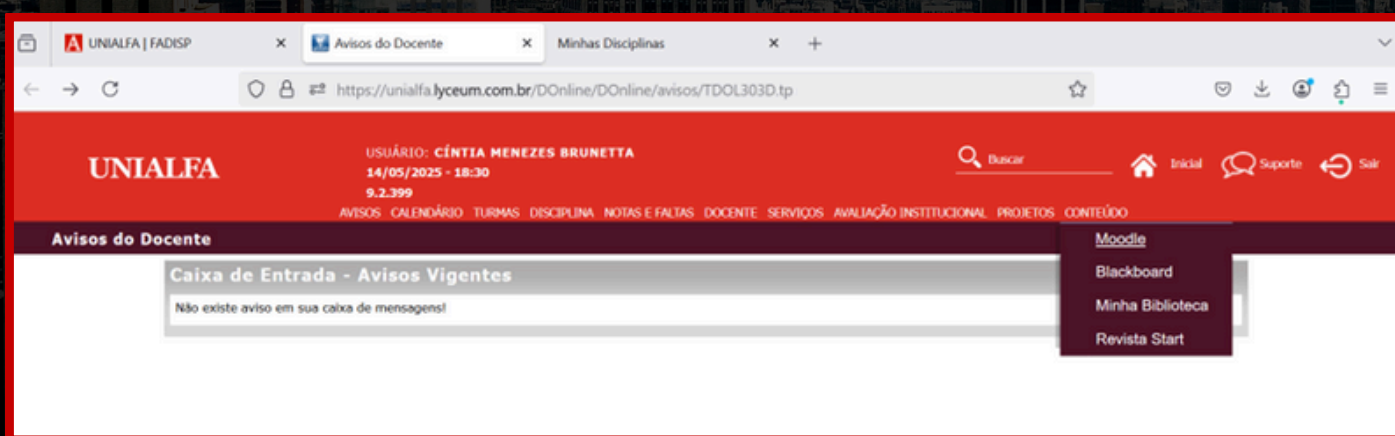 UNIALFA | FADISP
Avisos do Docente
Minhas Disciplinas
https://unialfa.lyceum.com.br/DOnline/DOnline/avisos/TDOL303D.tp
UNIALFA
USUÁRIO: CÍNTIA MENEZES BRUNETTA
14/05/2025 - 18:30
9.2.399
Buscar
Inicial
Suporte
Sair
AVISOS CALENDÁRIO TURMAS DISCIPLINA NOTAS E FALTAS DOCENTE SERVIÇOS AVALIAÇÃO INSTITUCIONAL PROJETOS CONTEÚDO
Avisos do Docente
Moodle
Blackboard
Minha Biblioteca
Revista Start
Caixa de Entrada - Avisos Vigentes
Não existe aviso em sua caixa de mensagens!